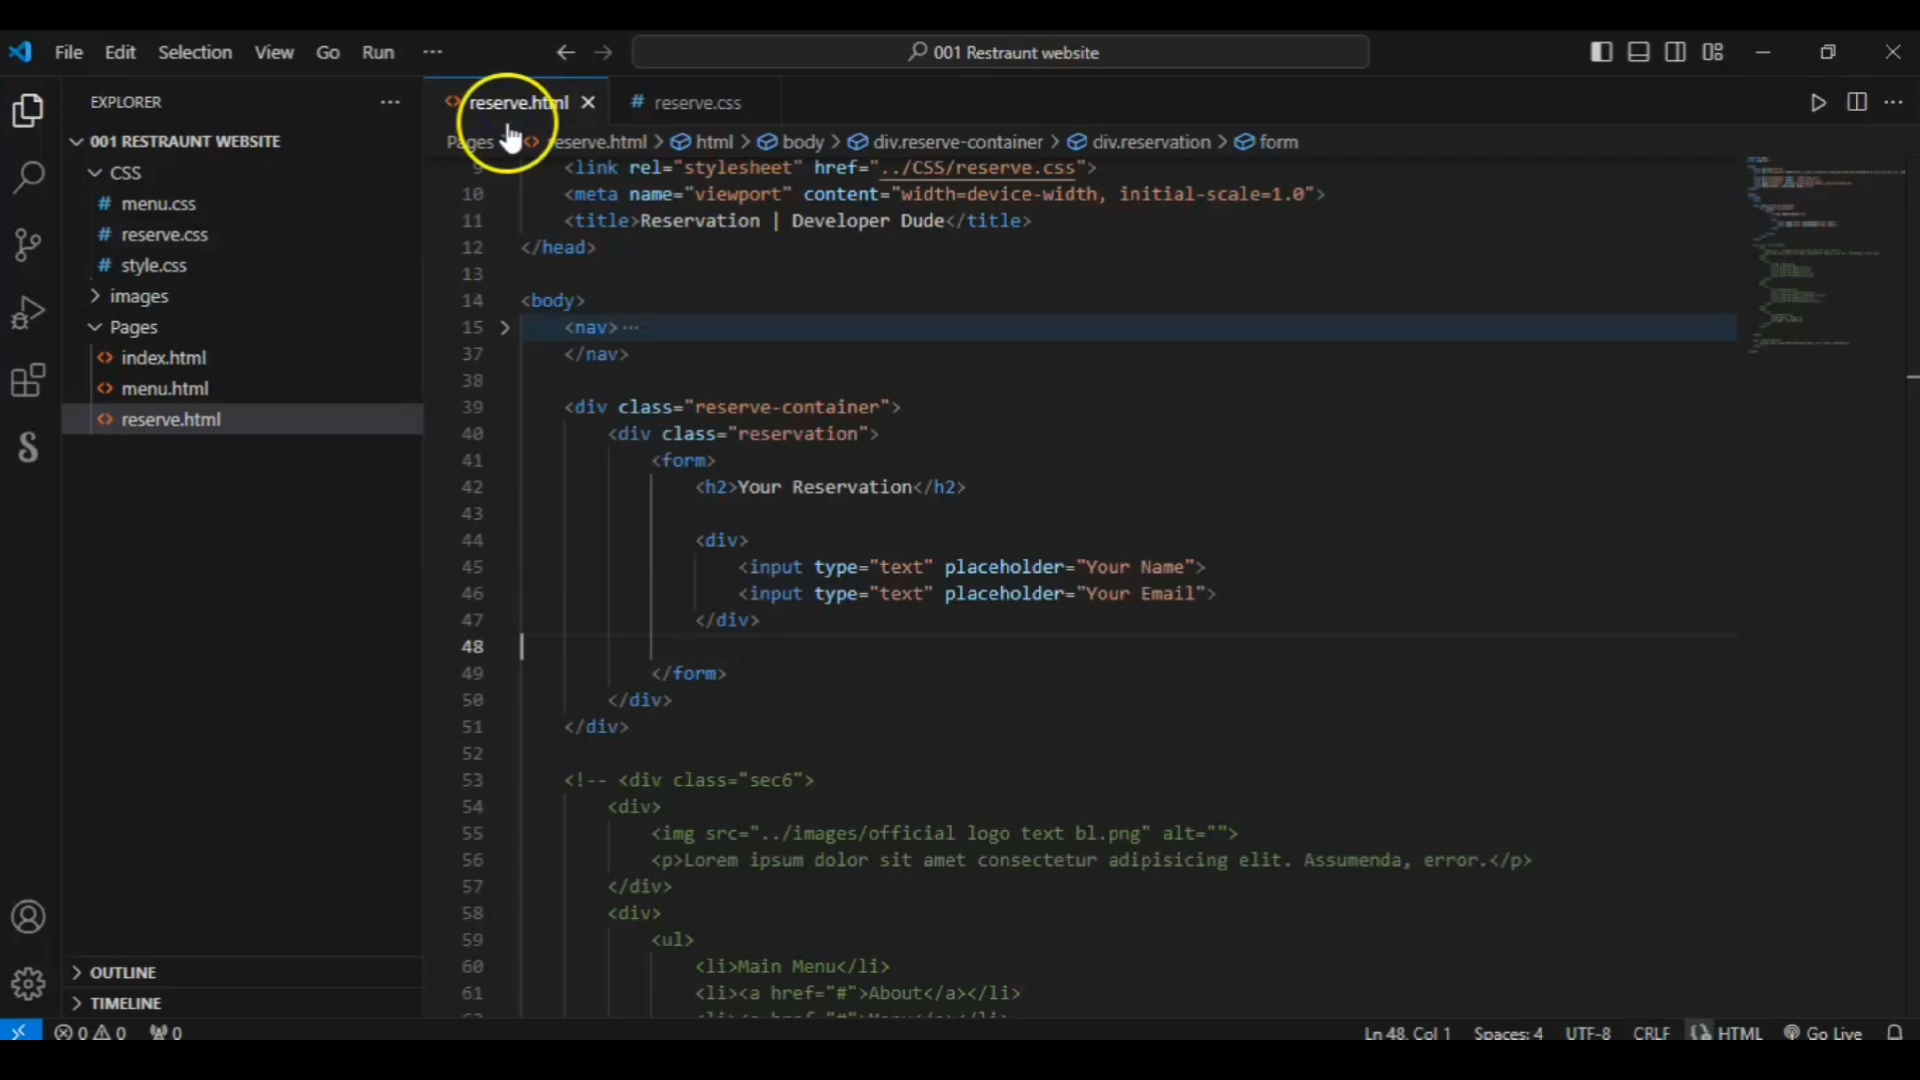 File Edit Selection View Go Run ··· 001 Restraunt website
EXPLORER ···
001 RESTRAUNT WEBSITE
CSS
# menu.css
# reserve.css
# style.css
images
Pages
<> index.html
<> menu.html
<> reserve.html
OUTLINE
TIMELINE
<> reserve.html # reserve.css
Pages <> reserve.html > html > body > div.reserve-container > div.reservation > form
9 <link rel="stylesheet" href="../CSS/reserve.css">
10 <meta name="viewport" content="width=device-width, initial-scale=1.0">
11 <title>Reservation | Developer Dude</title>
12 </head>
13
14 <body>
15 <nav>···
37 </nav>
38
39 <div class="reserve-container">
40 <div class="reservation">
41 <form>
42 <h2>Your Reservation</h2>
43
44 <div>
45 <input type="text" placeholder="Your Name">
46 <input type="text" placeholder="Your Email">
47 </div>
48
49 </form>
50 </div>
51 </div>
52
53 <!-- <div class="sec6">
54 <div>
55 <img src="../images/official logo text bl.png" alt="">
56 <p>Lorem ipsum dolor sit amet consectetur adipisicing elit. Assumenda, error.</p>
57 </div>
58 <div>
59 <ul>
60 <li>Main Menu</li>
61 <li><a href="#">About</a></li>
0 0 0 Ln 48, Col 1 Spaces: 4 UTF-8 CRLF HTML Go Live